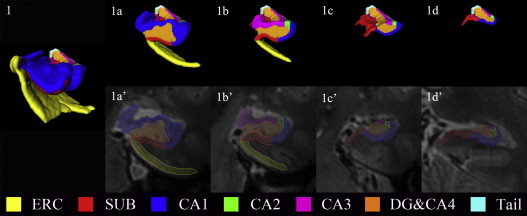 1 1a 1b 1c 1d
1a' 1b' 1c' 1d'
ERC SUB CA1 CA2 CA3 DG&CA4 Tail